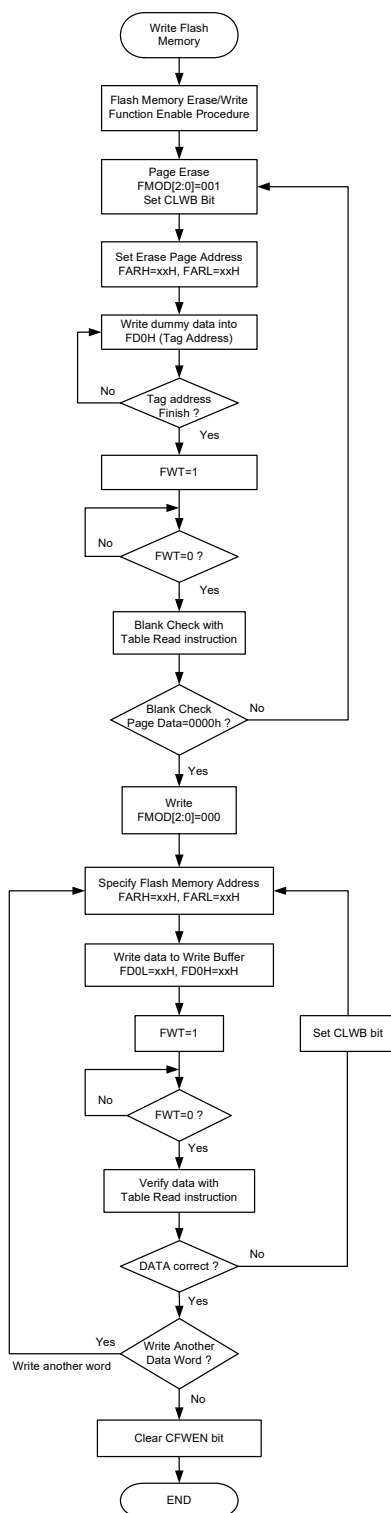 Write Flash
Memory
Flash Memory Erase/Write
Function Enable Procedure
Page Erase
FMOD[2:0]=001
Set CLWB Bit
Set Erase Page Address
FARH=xxH, FARL=xxH
Write dummy data into
FD0H (Tag Address)
No
Tag address
Finish ?
Yes
FWT=1
No
FWT=0 ?
Yes
Blank Check with
Table Read instruction
Blank Check
Page Data=0000h ?
No
Yes
Write
FMOD[2:0]=000
Specify Flash Memory Address
FARH=xxH, FARL=xxH
Write data to Write Buffer
FD0L=xxH, FD0H=xxH
FWT=1
Set CLWB bit
No
FWT=0 ?
Yes
Verify data with
Table Read instruction
No
DATA correct ?
Yes
Yes
Write another word
Write Another
Data Word ?
No
Clear CFWEN bit
END